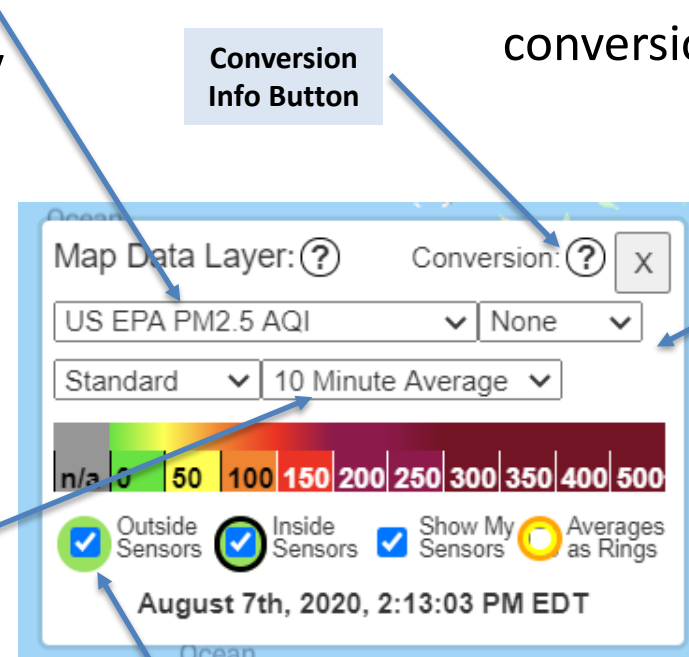 conversio
Conversion
Info Button
Ocean
Map Data Layer: ? Conversion: ? X
US EPA PM2.5 AQI None
Standard 10 Minute Average
n/a 0 50 100 150 200 250 300 350 400 500
Outside Sensors Inside Sensors Show My Sensors Averages as Rings
August 7th, 2020, 2:13:03 PM EDT
Ocean